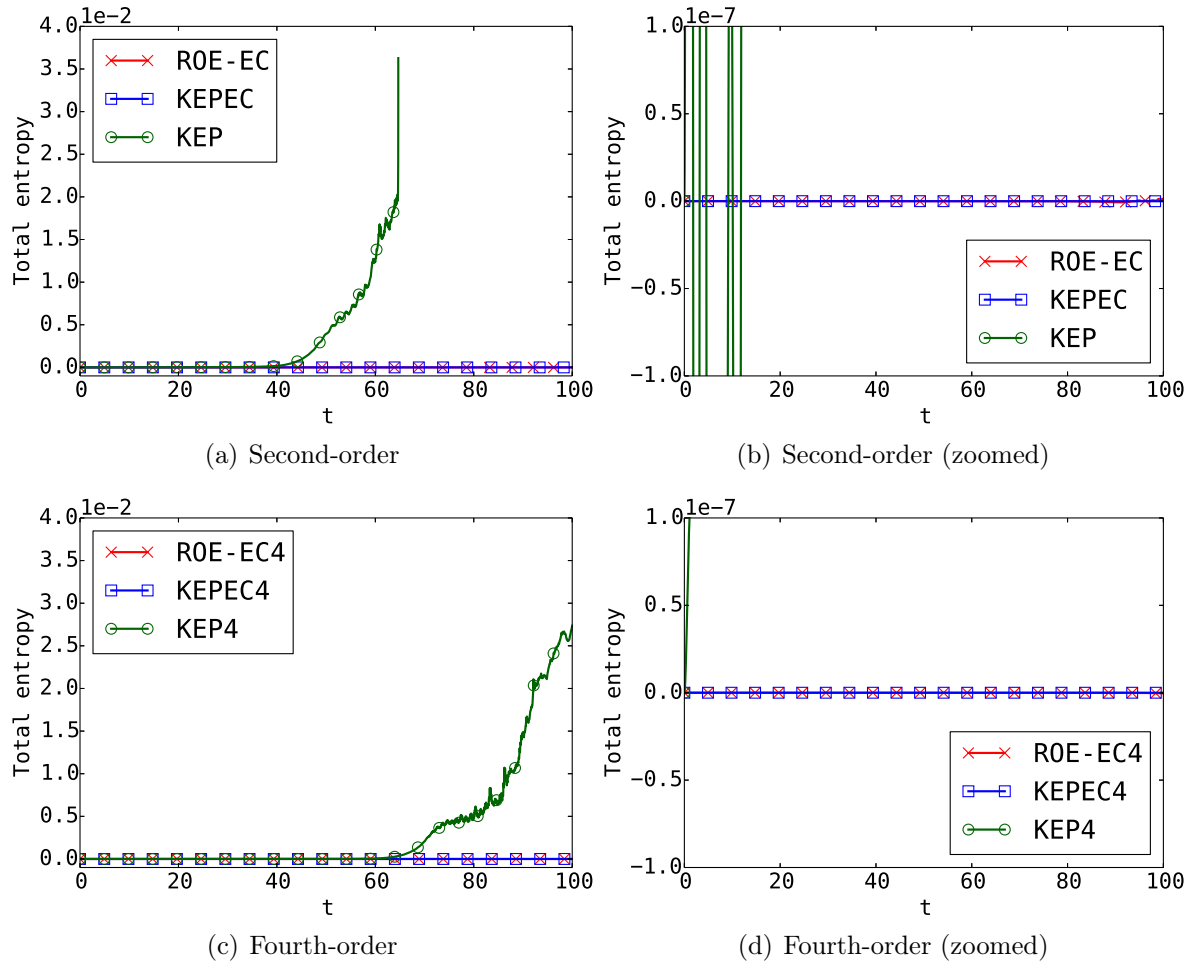 1e-2
4.0
3.5
3.0
2.5
2.0
1.5
1.0
0.5
0.0
Total entropy
ROE-EC
KEPEC
KEP
0 20 40 60 80 100
t
(a) Second-order
1e-7
1.0
0.5
0.0
−0.5
−1.0
Total entropy
ROE-EC
KEPEC
KEP
0 20 40 60 80 100
t
(b) Second-order (zoomed)
1e-2
4.0
3.5
3.0
2.5
2.0
1.5
1.0
0.5
0.0
Total entropy
ROE-EC4
KEPEC4
KEP4
0 20 40 60 80 100
t
(c) Fourth-order
1e-7
1.0
0.5
0.0
−0.5
−1.0
Total entropy
ROE-EC4
KEPEC4
KEP4
0 20 40 60 80 100
t
(d) Fourth-order (zoomed)